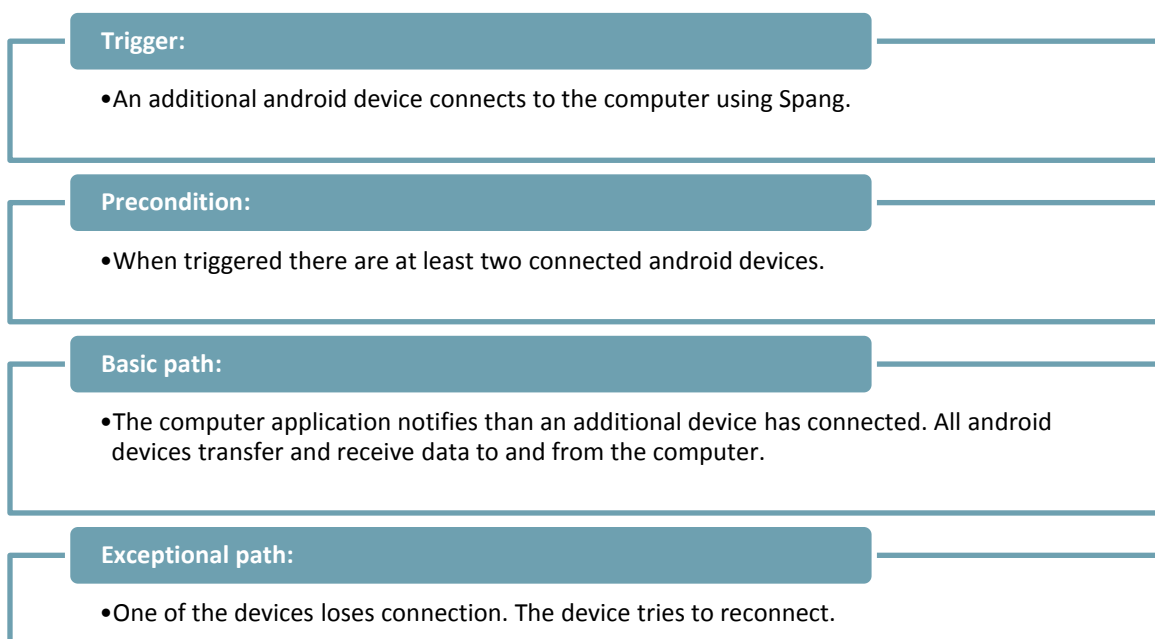 Trigger:
•An additional android device connects to the computer using Spang.
Precondition:
•When triggered there are at least two connected android devices.
Basic path:
•The computer application notifies than an additional device has connected. All android
devices transfer and receive data to and from the computer.
Exceptional path:
•One of the devices loses connection. The device tries to reconnect.